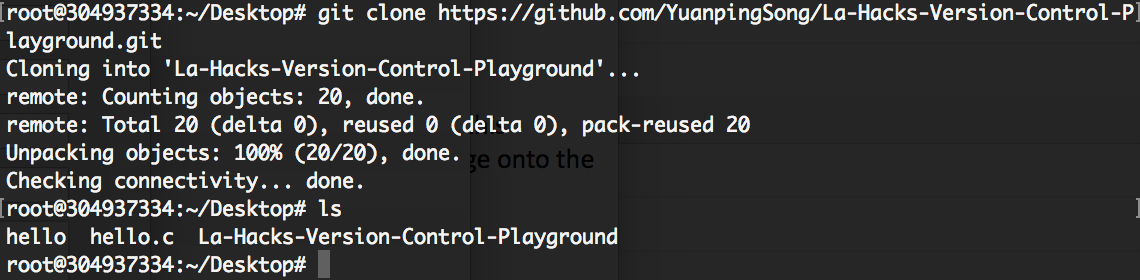 [root@304937334:~/Desktop# git clone https://github.com/YuanpingSong/La-Hacks-Version-Control-P]
layground.git
Cloning into 'La-Hacks-Version-Control-Playground'...
remote: Counting objects: 20, done.
remote: Total 20 (delta 0), reused 0 (delta 0), pack-reused 20
Unpacking objects: 100% (20/20), done.
ge onto the
Checking connectivity... done.
[root@304937334:~/Desktop# ls ]
hello  hello.c  La-Hacks-Version-Control-Playground
root@304937334:~/Desktop#